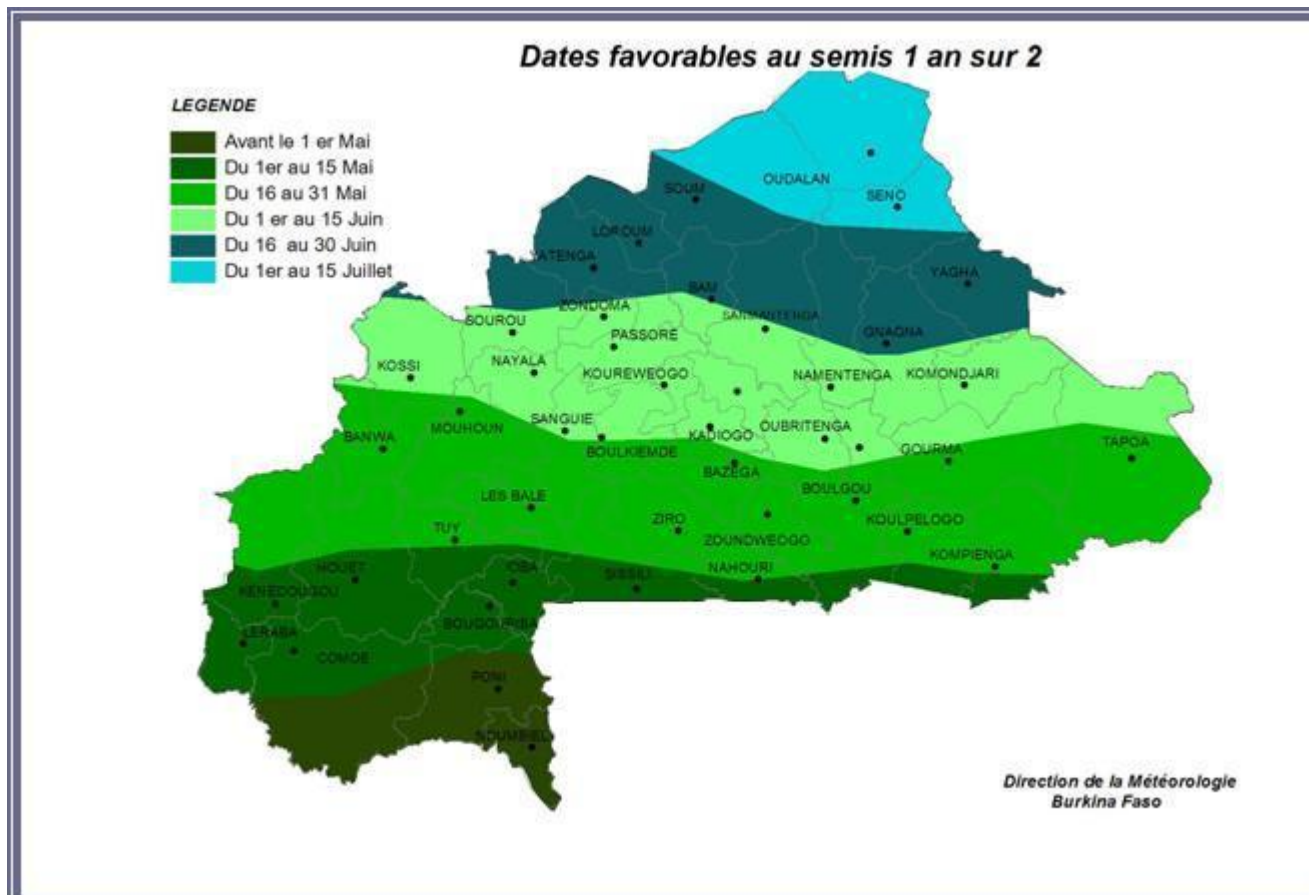 Dates favorables au semis 1 an sur 2
LEGENDE
Avant le 1 er Mai
Du 1er au 15 Mai
Du 16 au 31 Mai
Du 1 er au 15 Juin
Du 16 au 30 Juin
Du 1er au 15 Juillet
OUDALAN
SOUM
SENO
LOROUM
YATENGA
YAGHA
BAM
ZONDOMA
SANMANTENGA
SOUROU
GNAGNA
PASSORE
KOSSI
NAYALA
KOUREWEOGO
NAMENTENGA
KOMONDJARI
SANGUIE
MOUHOUN
OUBRITENGA
KADIOGO
BANWA
BOULKIEMDE
GOURMA
TAPOA
BAZEGA
BOULGOU
LES BALE
ZIRO
KOULPELOGO
TUY
ZOUNDWEOGO
KOMPIENGA
HOUET
IOBA
SISSILI
NAHOURI
KENEDOUGOU
BOUGOURIBA
LERABA
COMOE
PONI
NOUMBIEL
Direction de la Météorologie
Burkina Faso